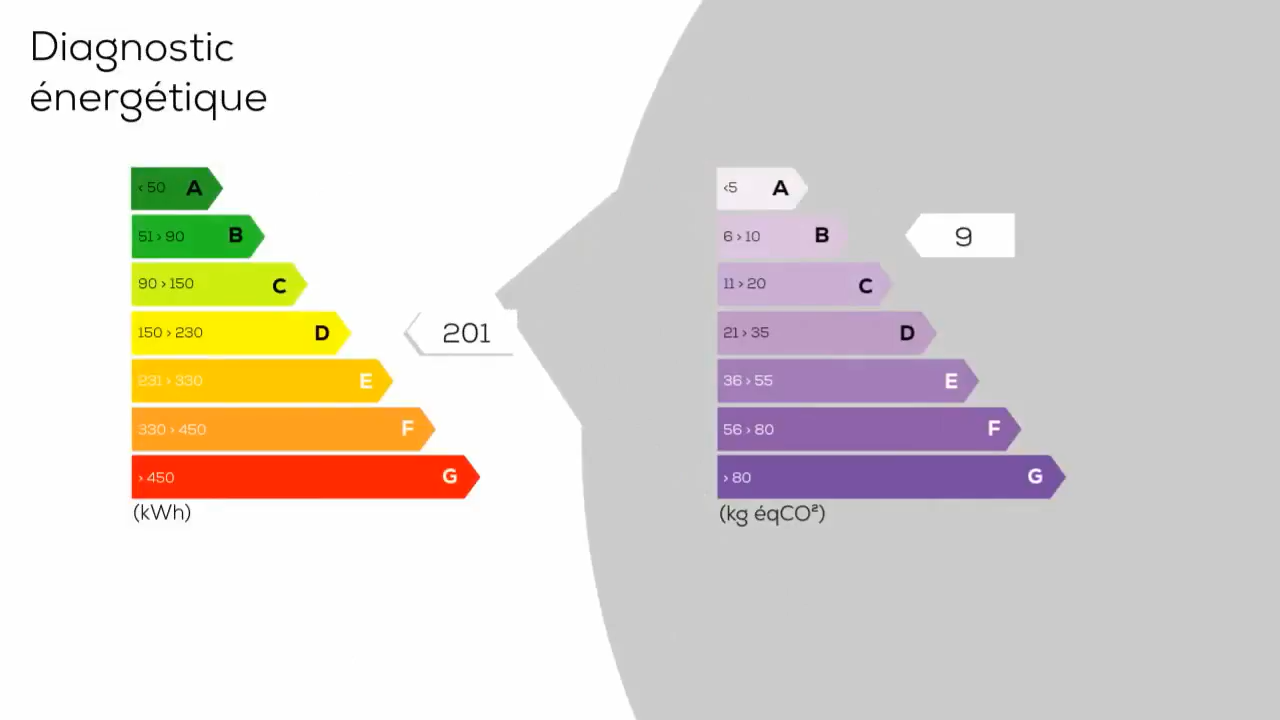 Diagnostic
énergétique
< 50 A
51 > 90 B
90 > 150 C
150 > 230 D
201
231 > 330 E
330 > 450 F
> 450 G
(kWh)
<5 A
6 > 10 B
9
11 > 20 C
21 > 35 D
36 > 55 E
56 > 80 F
> 80 G
(kg éqCO²)